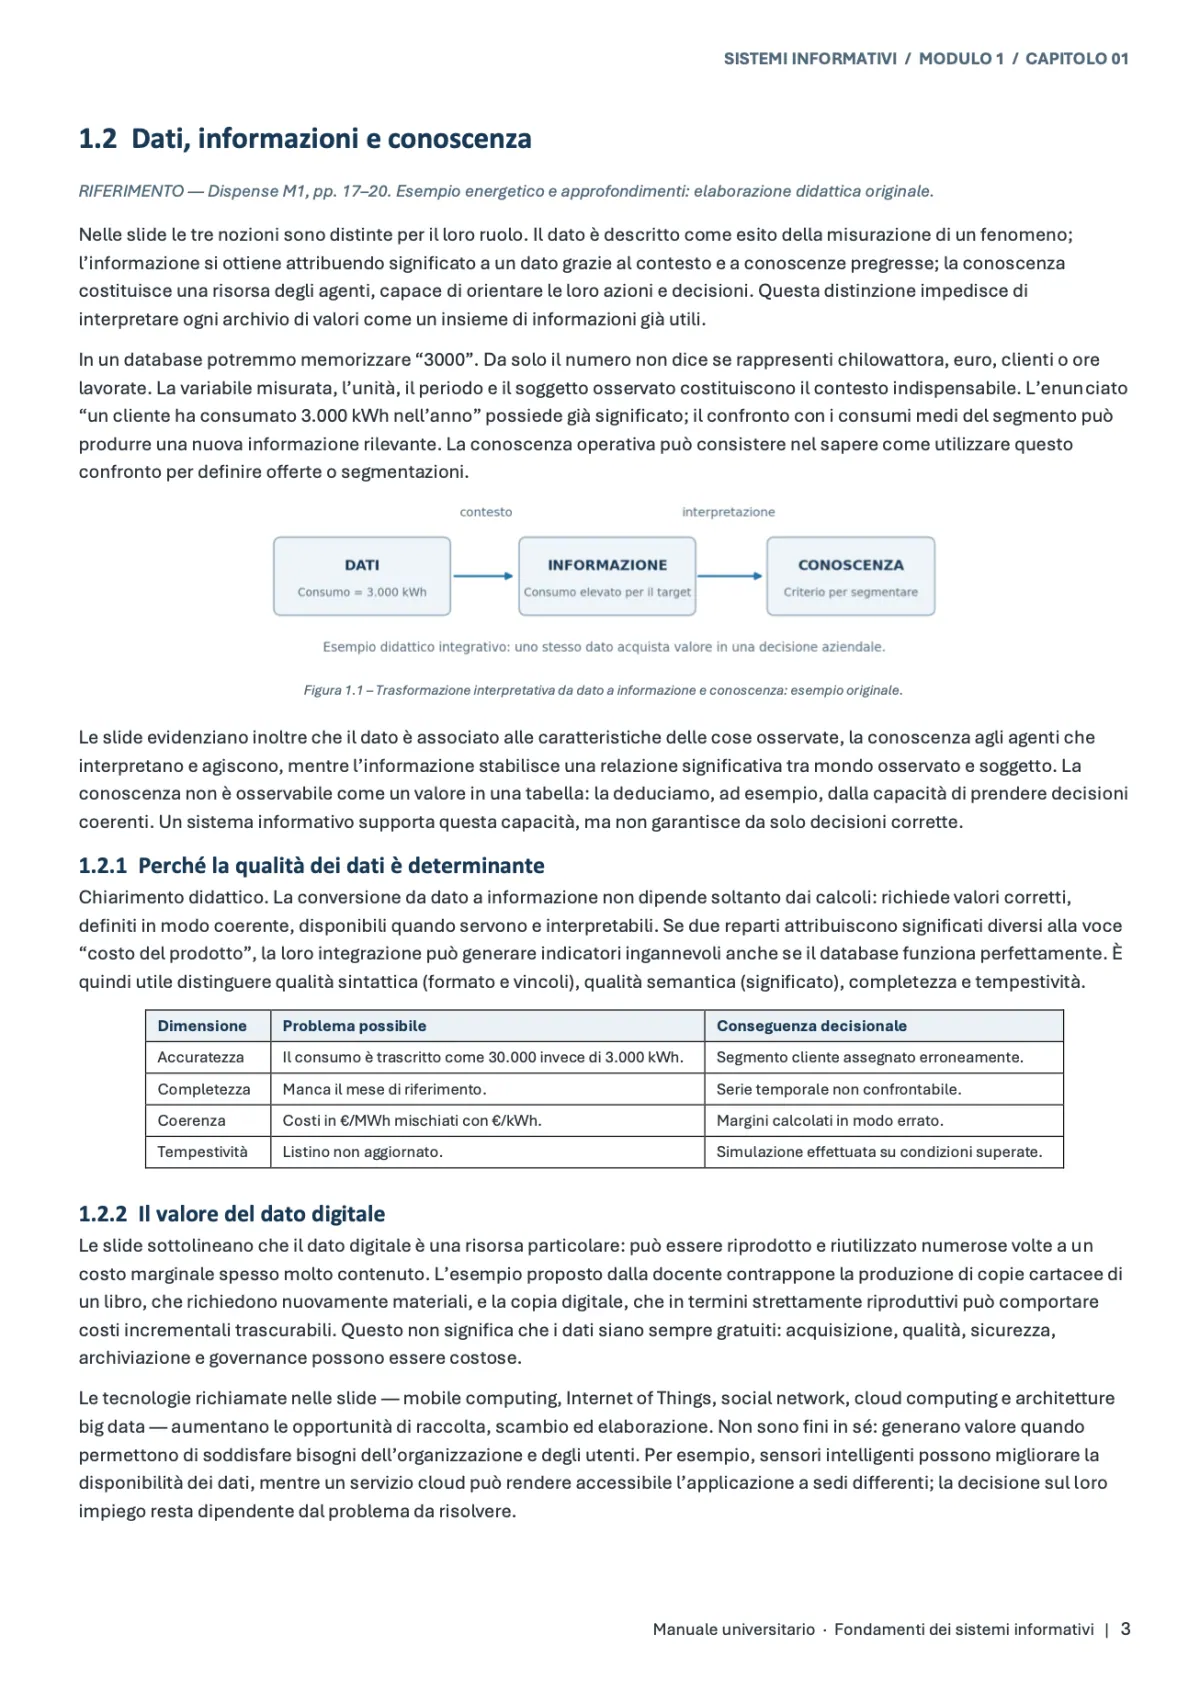 SISTEMI INFORMATIVI / MODULO 1 / CAPITOLO 01
1.2 Dati, informazioni e conoscenza
RIFERIMENTO — Dispense M1, pp. 17–20. Esempio energetico e approfondimenti: elaborazione didattica originale.
Nelle slide le tre nozioni sono distinte per il loro ruolo. Il dato è descritto come esito della misurazione di un fenomeno;
l’informazione si ottiene attribuendo significato a un dato grazie al contesto e a conoscenze pregresse; la conoscenza
costituisce una risorsa degli agenti, capace di orientare le loro azioni e decisioni. Questa distinzione impedisce di
interpretare ogni archivio di valori come un insieme di informazioni già utili.
In un database potremmo memorizzare “3000”. Da solo il numero non dice se rappresenti chilowattora, euro, clienti o ore
lavorate. La variabile misurata, l’unità, il periodo e il soggetto osservato costituiscono il contesto indispensabile. L’enunciato
“un cliente ha consumato 3.000 kWh nell’anno” possiede già significato; il confronto con i consumi medi del segmento può
produrre una nuova informazione rilevante. La conoscenza operativa può consistere nel sapere come utilizzare questo
confronto per definire offerte o segmentazioni.
contesto interpretazione
DATI INFORMAZIONE CONOSCENZA
Consumo = 3.000 kWh Consumo elevato per il target Criterio per segmentare
Esempio didattico integrativo: uno stesso dato acquista valore in una decisione aziendale.
Figura 1.1 – Trasformazione interpretativa da dato a informazione e conoscenza: esempio originale.
Le slide evidenziano inoltre che il dato è associato alle caratteristiche delle cose osservate, la conoscenza agli agenti che
interpretano e agiscono, mentre l’informazione stabilisce una relazione significativa tra mondo osservato e soggetto. La
conoscenza non è osservabile come un valore in una tabella: la deduciamo, ad esempio, dalla capacità di prendere decisioni
coerenti. Un sistema informativo supporta questa capacità, ma non garantisce da solo decisioni corrette.
1.2.1 Perché la qualità dei dati è determinante
Chiarimento didattico. La conversione da dato a informazione non dipende soltanto dai calcoli: richiede valori corretti,
definiti in modo coerente, disponibili quando servono e interpretabili. Se due reparti attribuiscono significati diversi alla voce
“costo del prodotto”, la loro integrazione può generare indicatori ingannevoli anche se il database funziona perfettamente. È
quindi utile distinguere qualità sintattica (formato e vincoli), qualità semantica (significato), completezza e tempestività.
Dimensione Problema possibile Conseguenza decisionale
Accuratezza Il consumo è trascritto come 30.000 invece di 3.000 kWh. Segmento cliente assegnato erroneamente.
Completezza Manca il mese di riferimento. Serie temporale non confrontabile.
Coerenza Costi in €/MWh mischiati con €/kWh. Margini calcolati in modo errato.
Tempestività Listino non aggiornato. Simulazione effettuata su condizioni superate.
1.2.2 Il valore del dato digitale
Le slide sottolineano che il dato digitale è una risorsa particolare: può essere riprodotto e riutilizzato numerose volte a un
costo marginale spesso molto contenuto. L’esempio proposto dalla docente contrappone la produzione di copie cartacee di
un libro, che richiedono nuovamente materiali, e la copia digitale, che in termini strettamente riproduttivi può comportare
costi incrementali trascurabili. Questo non significa che i dati siano sempre gratuiti: acquisizione, qualità, sicurezza,
archiviazione e governance possono essere costose.
Le tecnologie richiamate nelle slide — mobile computing, Internet of Things, social network, cloud computing e architetture
big data — aumentano le opportunità di raccolta, scambio ed elaborazione. Non sono fini in sé: generano valore quando
permettono di soddisfare bisogni dell’organizzazione e degli utenti. Per esempio, sensori intelligenti possono migliorare la
disponibilità dei dati, mentre un servizio cloud può rendere accessibile l’applicazione a sedi differenti; la decisione sul loro
impiego resta dipendente dal problema da risolvere.
Manuale universitario · Fondamenti dei sistemi informativi | 3